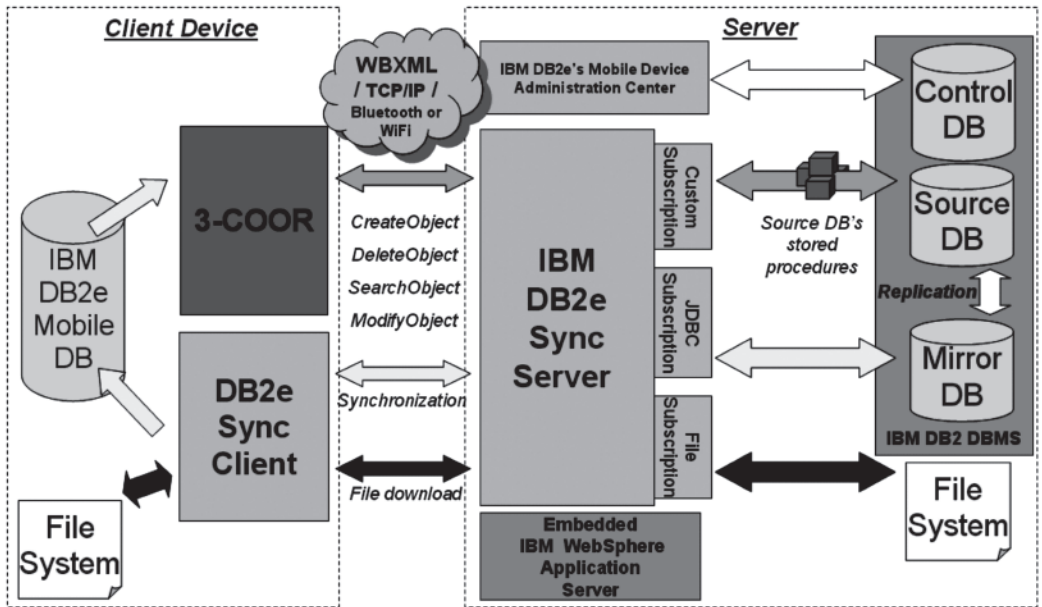 Client Device
IBM
DB2e
Mobile
DB
3-COOR
DB2e
Sync
Client
File
System
WBXML
/ TCP/IP /
Bluetooth or
WiFi
CreateObject
DeleteObject
SearchObject
ModifyObject
Synchronization
File download
Server
IBM DB2e's Mobile Device
Administration Center
IBM
DB2e
Sync
Server
Custom
Subscription
JDBC
Subscription
File
Subscription
Embedded
IBM WebSphere
Application
Server
Source DB's
stored
procedures
Control
DB
Source
DB
Replication
Mirror
DB
IBM DB2 DBMS
File
System